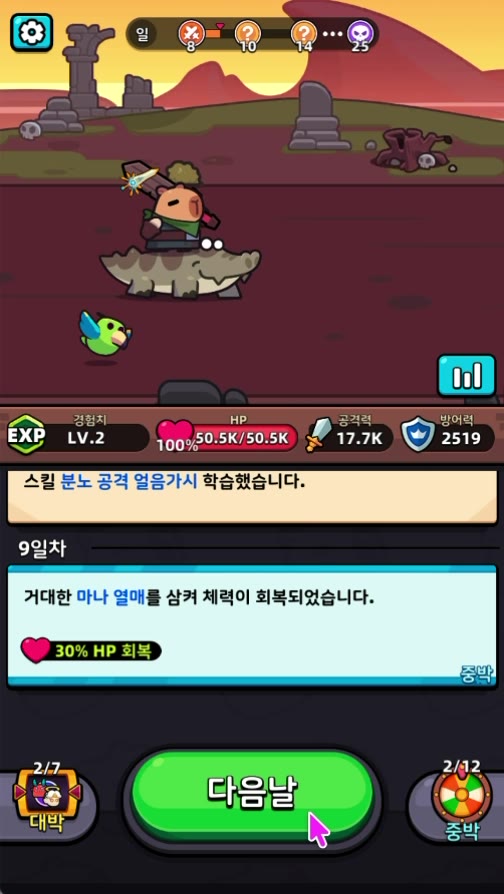 일
8
10
14
25
경험치
EXP
LV.2
HP
100%
50.5K/50.5K
공격력
17.7K
방어력
2519
스킬 분노 공격 얼음가시 학습했습니다.
9일차
거대한 마나 열매를 삼켜 체력이 회복되었습니다.
30% HP 회복
중박
2/7
대박
다음날
2/12
중박